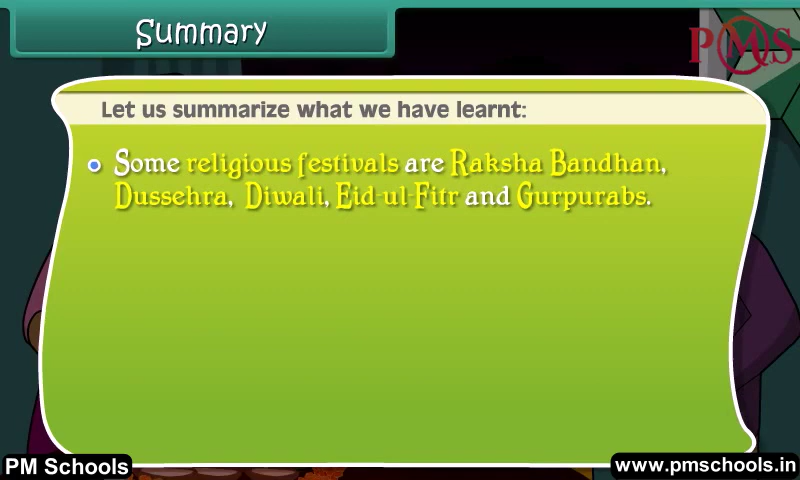 Summary
PMS
Let us summarize what we have learnt:
Some religious festivals are Raksha Bandhan,
Dussehra, Diwali, Eid-ul-Fitr and Gurpurabs.
PM Schools
www.pmschools.in